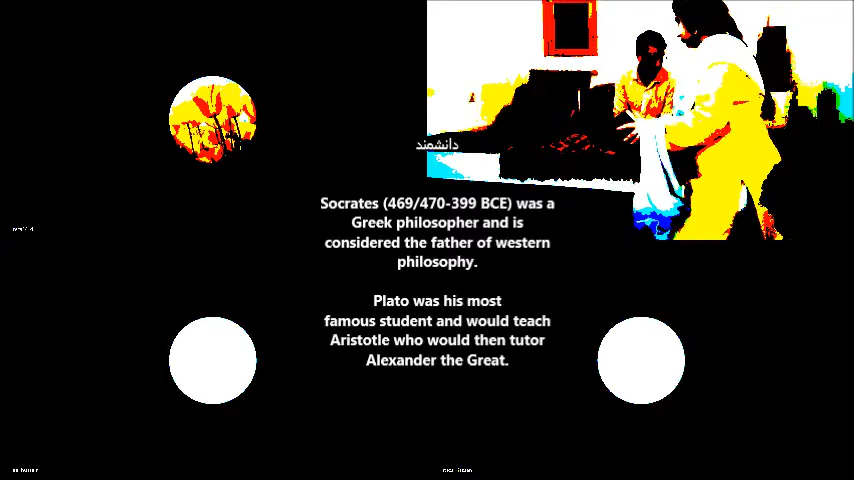 دانشمند
Socrates (469/470-399 BCE) was a
Greek philosopher and is
considered the father of western
philosophy.
Plato was his most
famous student and would teach
Aristotle who would then tutor
Alexander the Great.